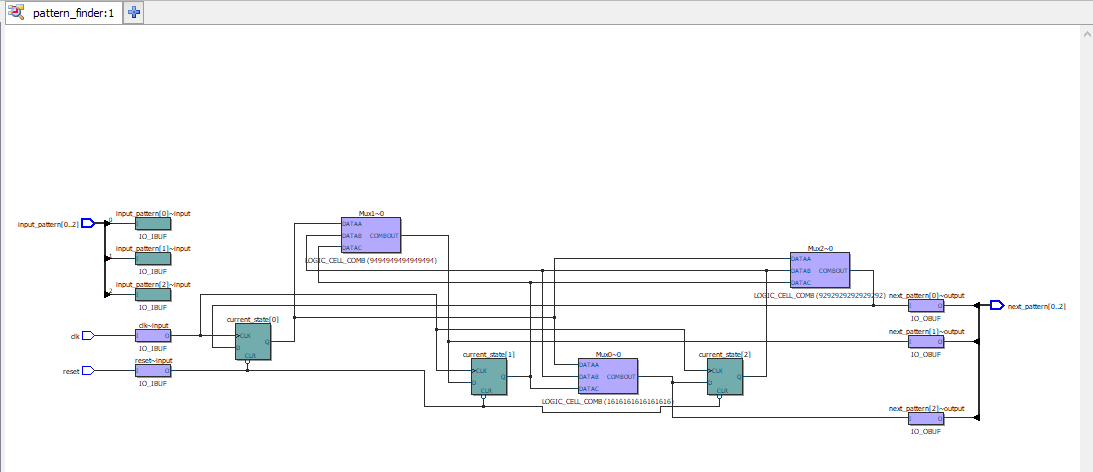 pattern_finder:1
input_pattern[0..2]
0
input_pattern[0]~input
I
IO_IBUF
1
input_pattern[1]~input
I
IO_IBUF
2
input_pattern[2]~input
I
IO_IBUF
clk
clk~input
I O
IO_IBUF
reset
reset~input
I O
IO_IBUF
current_state[0]
CLK
D
Q
CLR
Mux1~0
DATAA
DATAB COMBOUT
DATAC
LOGIC_CELL_COMB (9494949494949494)
current_state[1]
CLK
D
Q
CLR
Mux0~0
DATAA
DATAB COMBOUT
DATAC
LOGIC_CELL_COMB (1616161616161616)
current_state[2]
CLK
D
Q
CLR
Mux2~0
DATAA
DATAB COMBOUT
DATAC
LOGIC_CELL_COMB (9292929292929292)
next_pattern[0]~output
I O
IO_OBUF
next_pattern[1]~output
I O
IO_OBUF
next_pattern[2]~output
I O
IO_OBUF
next_pattern[0..2]